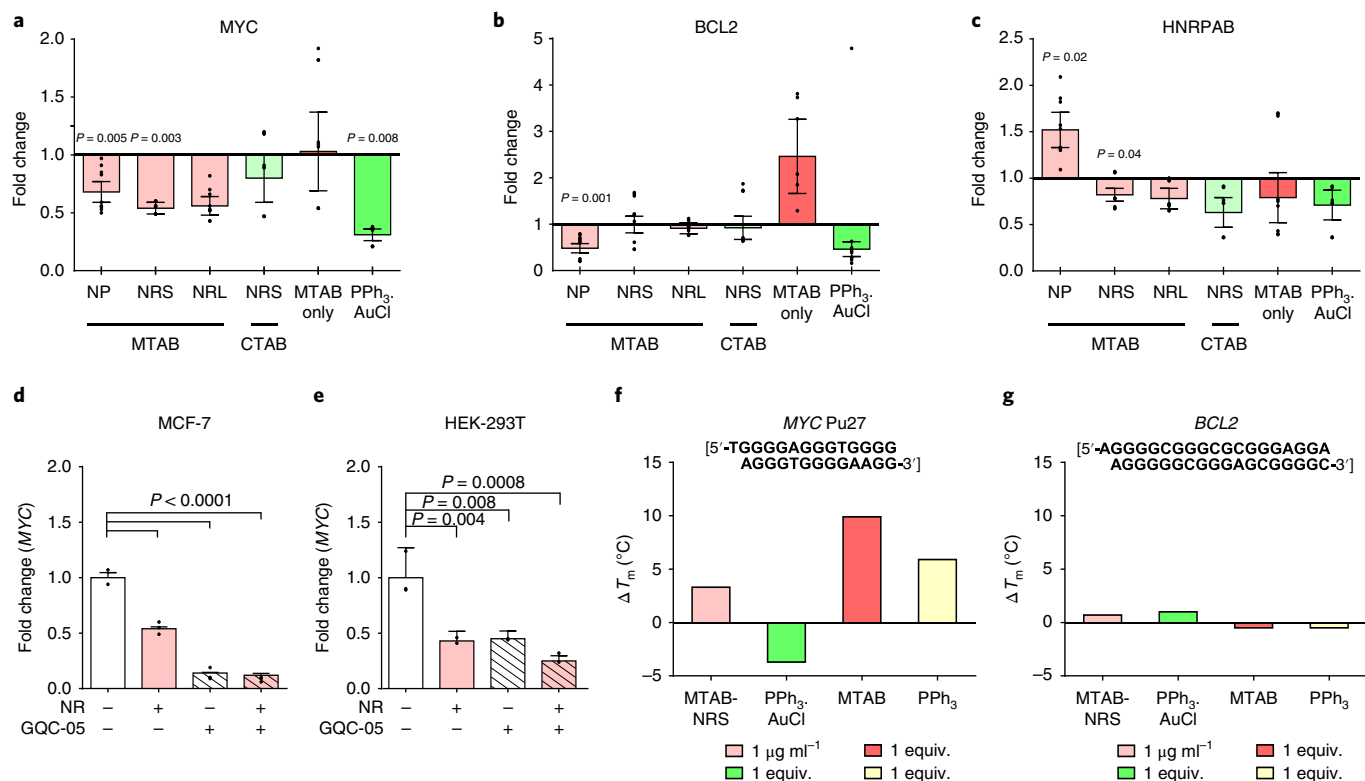 a
MYC
Fold change
2.0
1.5
1.0
0.5
0.0
P = 0.005 P = 0.003
P = 0.008
NP NRS NRL NRS MTAB only PPh₃.AuCl
MTAB CTAB
b
BCL2
Fold change
5
4
3
2
1
0
P = 0.001
NP NRS NRL NRS MTAB only PPh₃.AuCl
MTAB CTAB
c
HNRPAB
Fold change
2.5
2.0
1.5
1.0
0.5
0.0
P = 0.02
P = 0.04
NP NRS NRL NRS MTAB only PPh₃.AuCl
MTAB CTAB
d
MCF-7
Fold change (MYC)
2.0
1.5
1.0
0.5
0.0
P < 0.0001
NR − + − +
GQC-05 − − + +
e
HEK-293T
Fold change (MYC)
2.0
1.5
1.0
0.5
0.0
P = 0.0008
P = 0.008
P = 0.004
NR − + − +
GQC-05 − − + +
f
MYC Pu27
[5′-TGGGGAGGGTGGGG
AGGGTGGGGAAGG-3′]
Δ Tm (°C)
15
10
5
0
−5
MTAB-NRS PPh₃.AuCl MTAB PPh₃
1 μg ml⁻¹ 1 equiv.
1 equiv. 1 equiv.
g
BCL2
[5′-AGGGGCGGGCGCGGGAGGA
AGGGGGCGGGAGCGGGGC-3′]
Δ Tm (°C)
15
10
5
0
−5
MTAB-NRS PPh₃.AuCl MTAB PPh₃
1 μg ml⁻¹ 1 equiv.
1 equiv. 1 equiv.